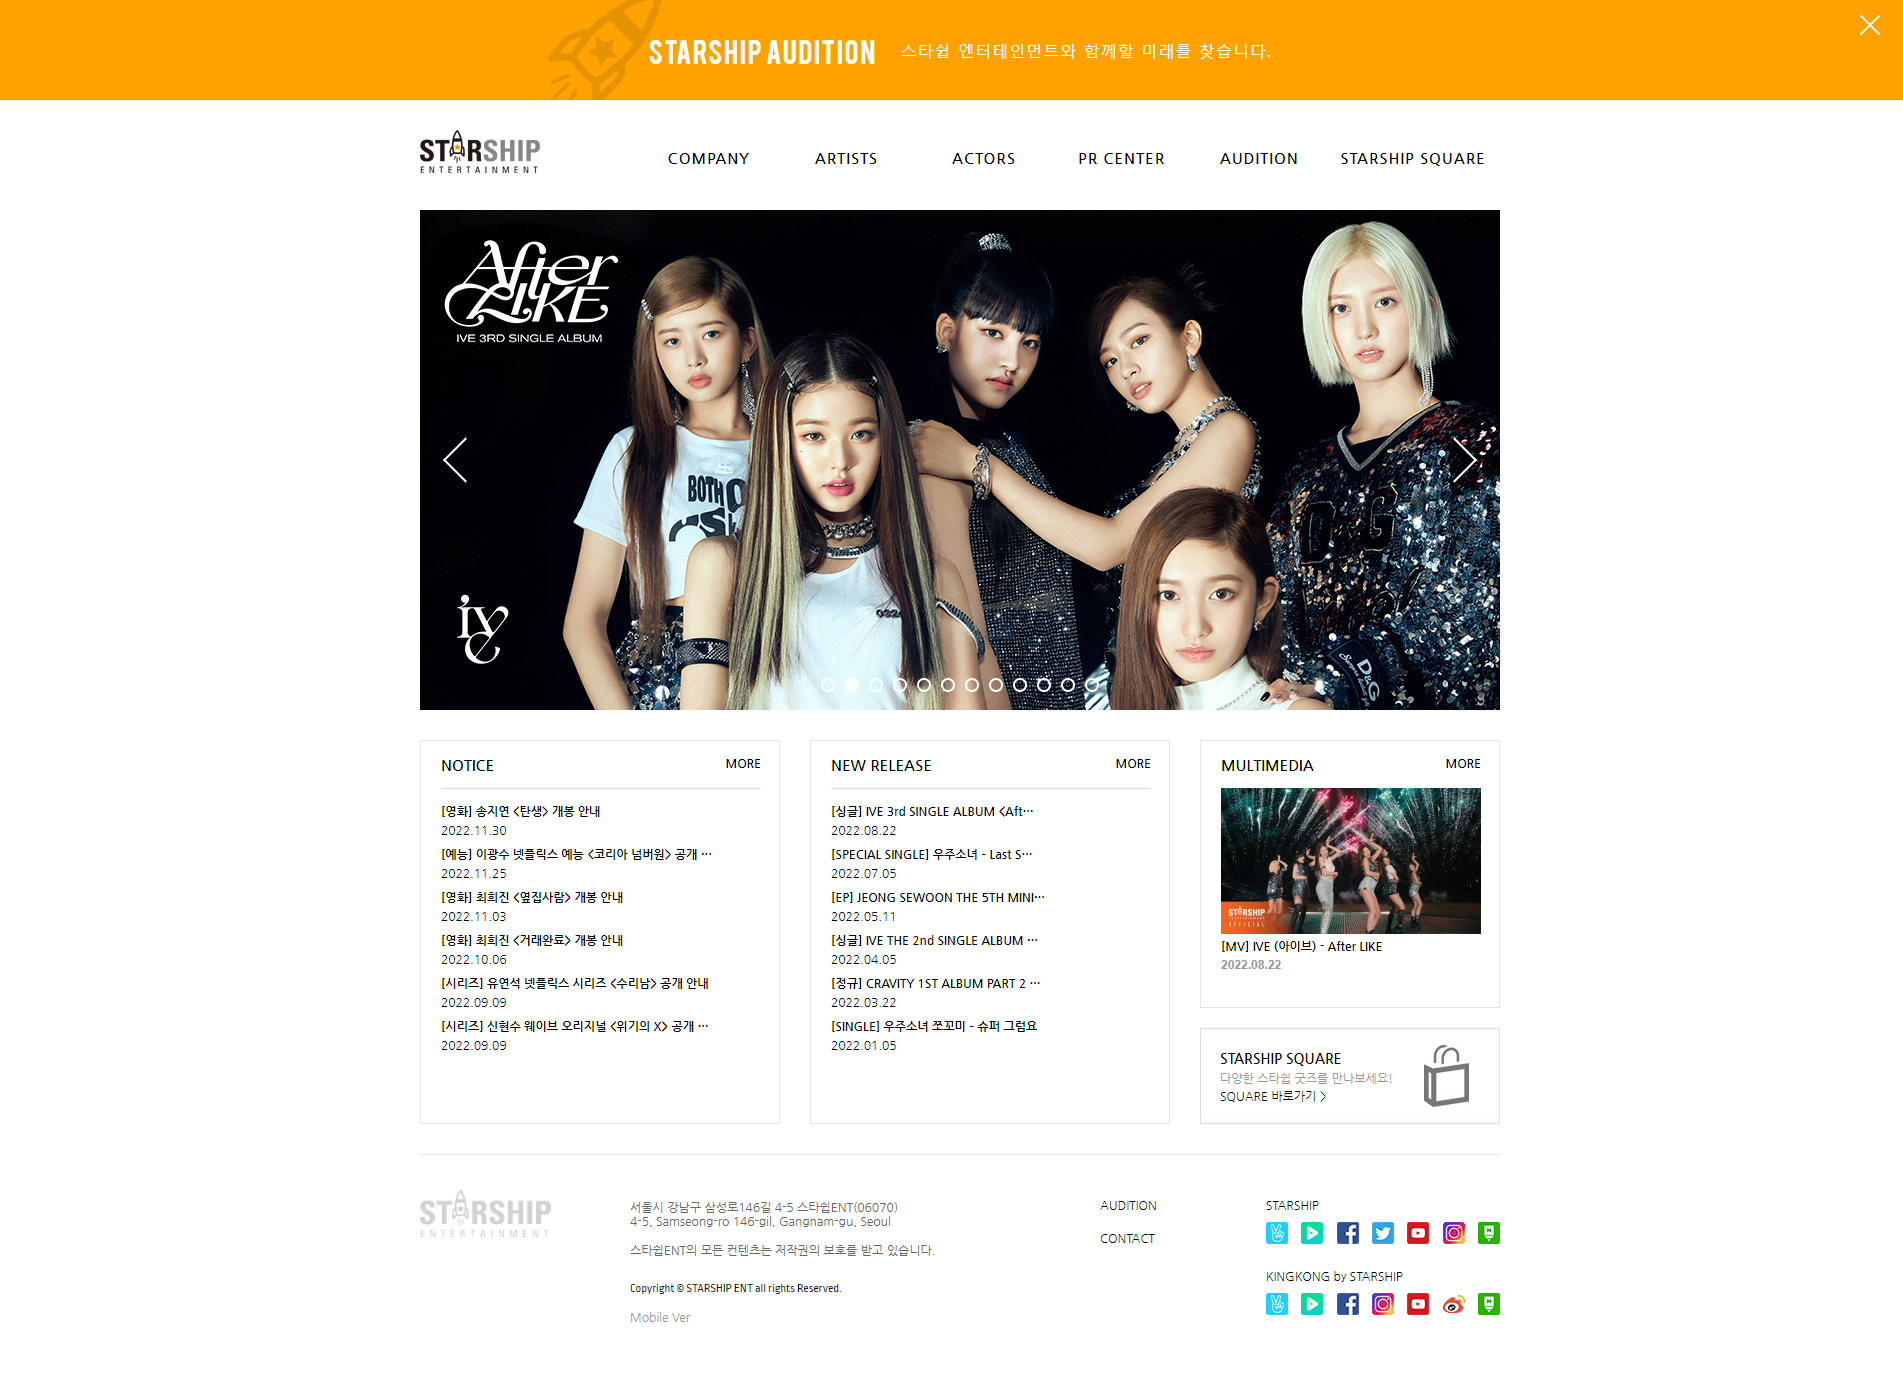 STARSHIP AUDITION 스타쉽 엔터테인먼트와 함께할 미래를 찾습니다.
STARSHIP
ENTERTAINMENT
COMPANY ARTISTS ACTORS PR CENTER AUDITION STARSHIP SQUARE
After
LIKE
IVE 3RD SINGLE ALBUM
BOTH
D&G
D&G
ive
NOTICE MORE
[영화] 송지연 <탄생> 개봉 안내
2022.11.30
[예능] 이광수 넷플릭스 예능 <코리아 넘버원> 공개 …
2022.11.25
[영화] 최희진 <옆집사람> 개봉 안내
2022.11.03
[영화] 최희진 <거래완료> 개봉 안내
2022.10.06
[시리즈] 유연석 넷플릭스 시리즈 <수리남> 공개 안내
2022.09.09
[시리즈] 신현수 웨이브 오리지널 <위기의 X> 공개 …
2022.09.09
NEW RELEASE MORE
[싱글] IVE 3rd SINGLE ALBUM <Aft…
2022.08.22
[SPECIAL SINGLE] 우주소녀 - Last S…
2022.07.05
[EP] JEONG SEWOON THE 5TH MINI…
2022.05.11
[싱글] IVE THE 2nd SINGLE ALBUM …
2022.04.05
[정규] CRAVITY 1ST ALBUM PART 2 …
2022.03.22
[SINGLE] 우주소녀 쪼꼬미 - 슈퍼 그럼요
2022.01.05
MULTIMEDIA MORE
STARSHIP
ENTERTAINMENT
OFFICIAL
[MV] IVE (아이브) - After LIKE
2022.08.22
STARSHIP SQUARE
다양한 스타쉽 굿즈를 만나보세요!
SQUARE 바로가기 >
STARSHIP
ENTERTAINMENT
서울시 강남구 삼성로146길 4-5 스타쉽ENT(06070)
4-5, Samseong-ro 146-gil, Gangnam-gu, Seoul
스타쉽ENT의 모든 컨텐츠는 저작권의 보호를 받고 있습니다.
Copyright © STARSHIP ENT all rights Reserved.
Mobile Ver
AUDITION
CONTACT
STARSHIP
KINGKONG by STARSHIP